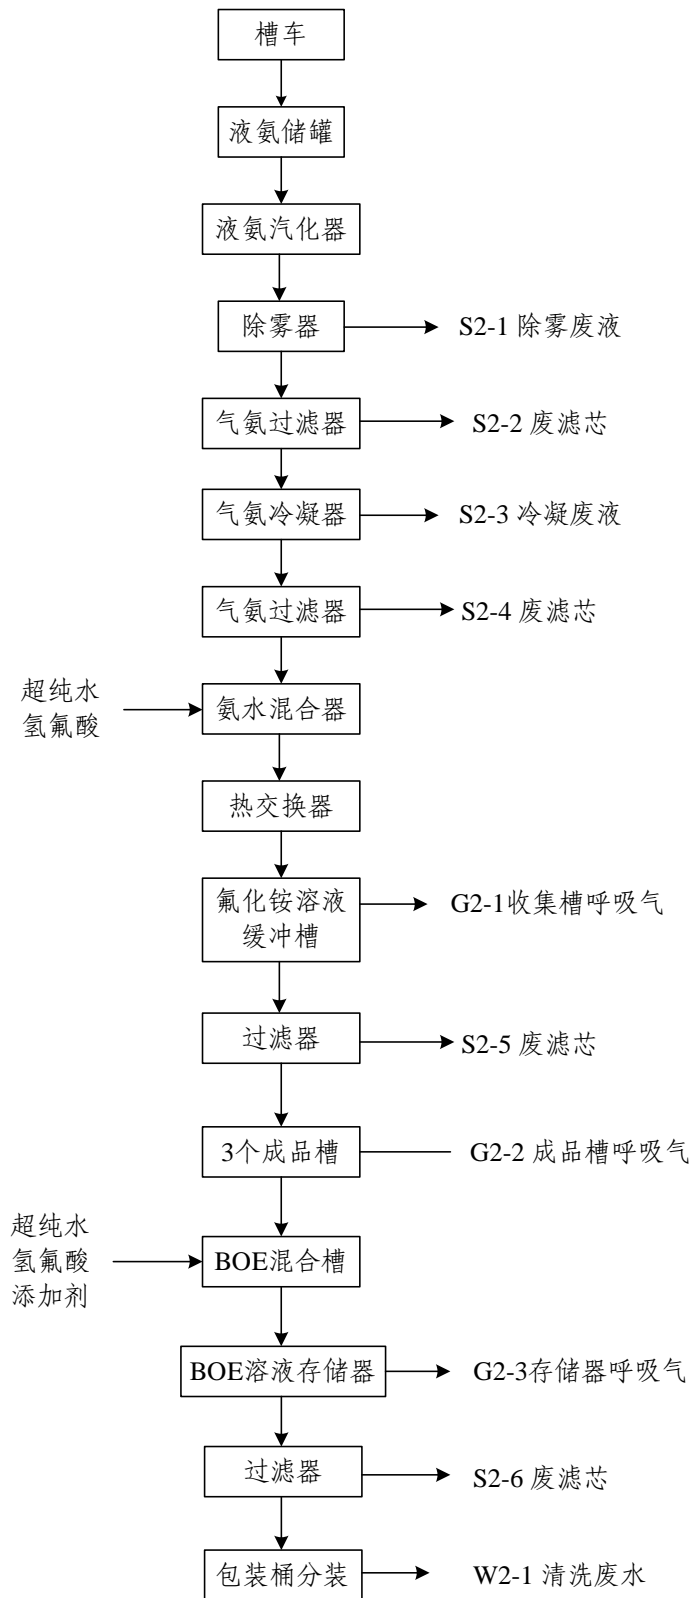 槽车
液氨储罐
液氨汽化器
除雾器
S2-1 除雾废液
气氨过滤器
S2-2 废滤芯
气氨冷凝器
S2-3 冷凝废液
气氨过滤器
S2-4 废滤芯
超纯水
氢氟酸
氨水混合器
热交换器
氟化铵溶液
缓冲槽
G2-1收集槽呼吸气
过滤器
S2-5 废滤芯
3个成品槽
G2-2 成品槽呼吸气
超纯水
氢氟酸
添加剂
BOE混合槽
BOE溶液存储器
G2-3存储器呼吸气
过滤器
S2-6 废滤芯
包装桶分装
W2-1 清洗废水